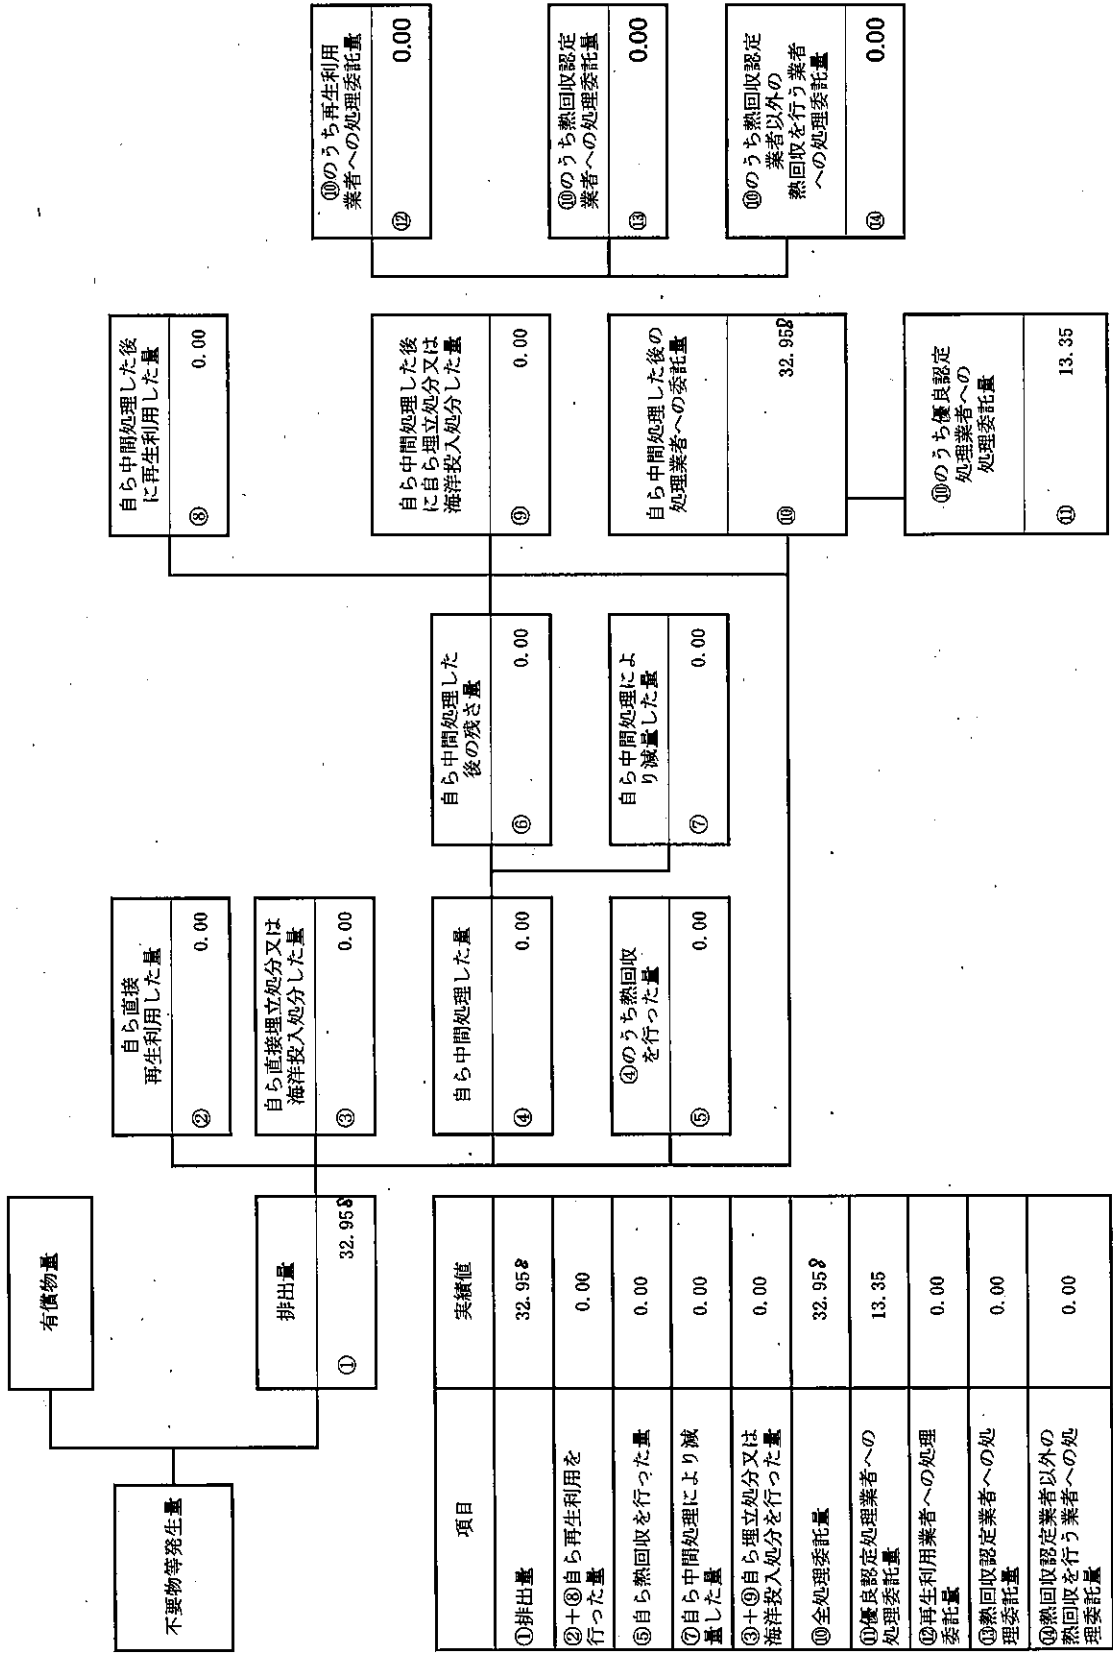 不要物等発生量
有償物量
排出量
① 32.958
自ら直接
再生利用した量
② 0.00
自ら直接埋立処分又は
海洋投入処分した量
③ 0.00
自ら中間処理した量
④ 0.00
④のうち熱回収
を行った量
⑤ 0.00
自ら中間処理した
後の残さ量
⑥ 0.00
自ら中間処理によ
り減量した量
⑦ 0.00
自ら中間処理した後
に再生利用した量
⑧ 0.00
自ら中間処理した後
に自ら埋立処分又は
海洋投入処分した量
⑨ 0.00
自ら中間処理した後の
処理業者への委託量
⑩ 32.958
⑩のうち優良認定
処理業者への
処理委託量
⑪ 13.35
⑩のうち再生利用
業者への処理委託量
⑫ 0.00
⑩のうち熱回収認定
業者への処理委託量
⑬ 0.00
⑩のうち熱回収認定
業者以外の
熱回収を行う業者
への処理委託量
⑭ 0.00
項目 実績値
①排出量 32.958
②+⑧自ら再生利用を
行った量 0.00
⑤自ら熱回収を行った量 0.00
⑦自ら中間処理により減
量した量 0.00
③+⑨自ら埋立処分又は
海洋投入処分を行った量 0.00
⑩全処理委託量 32.958
⑪優良認定処理業者への
処理委託量 13.35
⑫再生利用業者への処理
委託量 0.00
⑬熱回収認定業者への処
理委託量 0.00
⑭熱回収認定業者以外の
熱回収を行う業者への処
理委託量 0.00